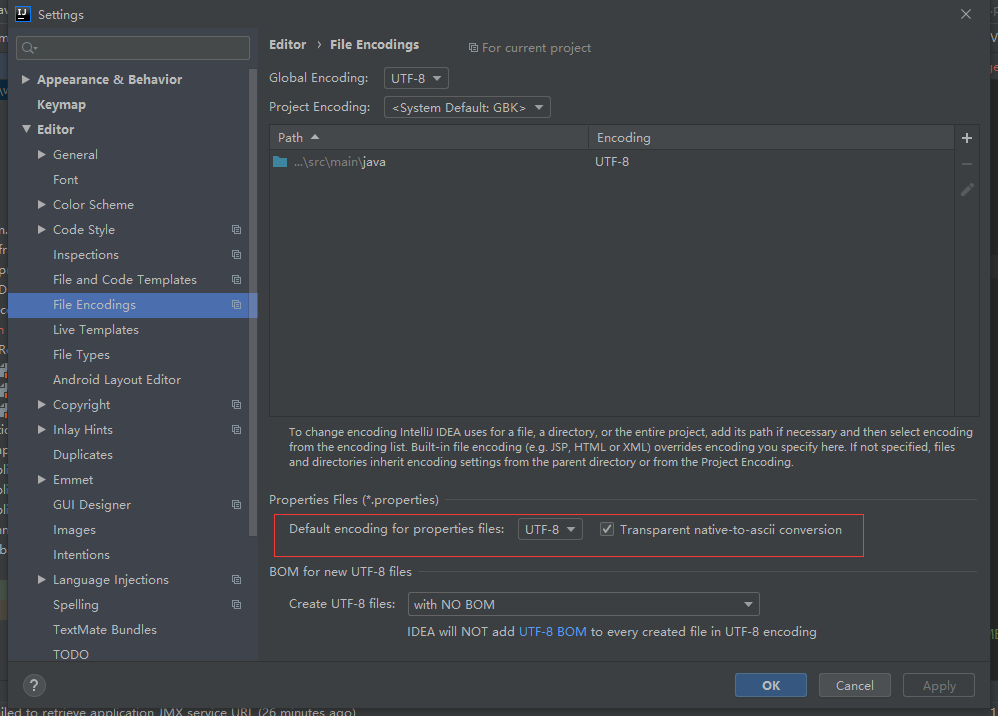 Settings
Editor › File Encodings For current project
Global Encoding: UTF-8
Project Encoding: <System Default: GBK>
Path Encoding
...\src\main\java UTF-8
Appearance & Behavior
Keymap
Editor
General
Font
Color Scheme
Code Style
Inspections
File and Code Templates
File Encodings
Live Templates
File Types
Android Layout Editor
Copyright
Inlay Hints
Duplicates
Emmet
GUI Designer
Images
Intentions
Language Injections
Spelling
TextMate Bundles
TODO
To change encoding IntelliJ IDEA uses for a file, a directory, or the entire project, add its path if necessary and then select encoding
from the encoding list. Built-in file encoding (e.g. JSP, HTML or XML) overrides encoding you specify here. If not specified, files
and directories inherit encoding settings from the parent directory or from the Project Encoding.
Properties Files (*.properties)
Default encoding for properties files: UTF-8 Transparent native-to-ascii conversion
BOM for new UTF-8 files
Create UTF-8 files: with NO BOM
IDEA will NOT add UTF-8 BOM to every created file in UTF-8 encoding
? OK Cancel Apply
iled to retrieve application JMX service URL (26 minutes ago)